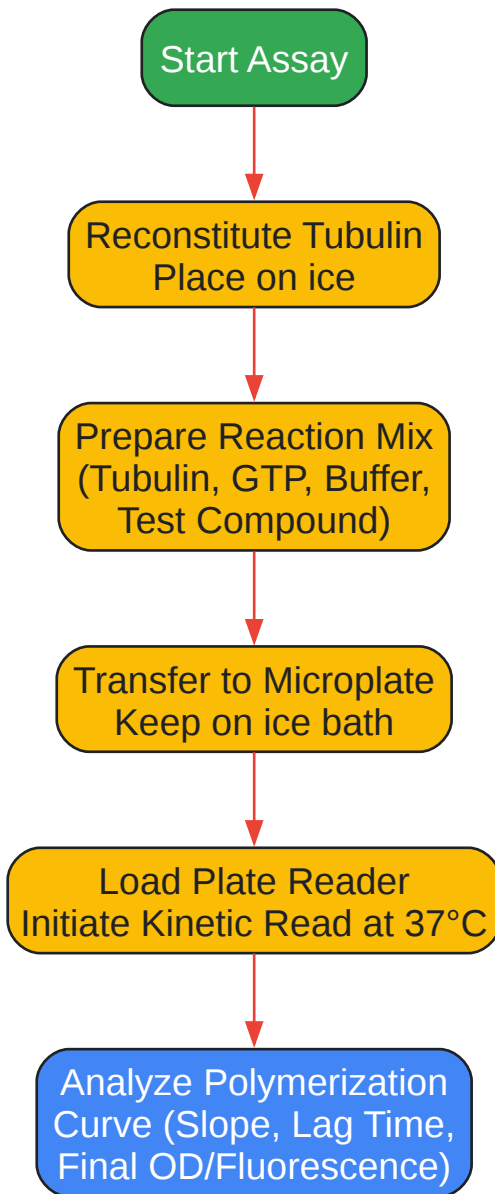 Start Assay
Reconstitute Tubulin
Place on ice
Prepare Reaction Mix
(Tubulin, GTP, Buffer,
Test Compound)
Transfer to Microplate
Keep on ice bath
Load Plate Reader
Initiate Kinetic Read at 37°C
Analyze Polymerization
Curve (Slope, Lag Time,
Final OD/Fluorescence)